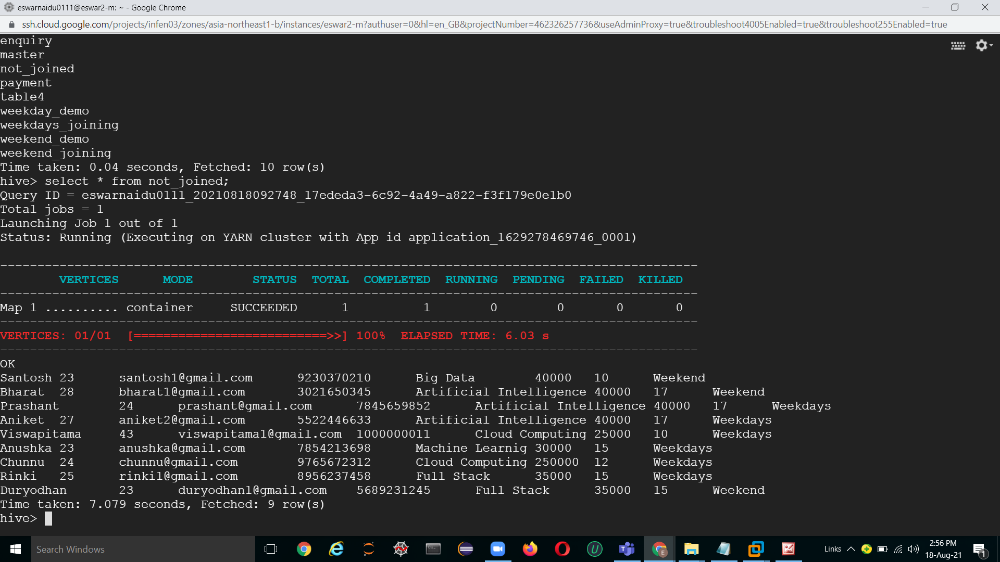 eswarnaidu0111@eswar2-m: ~ - Google Chrome
ssh.cloud.google.com/projects/infen03/zones/asia-northeast1-b/instances/eswar2-m?authuser=0&hl=en_GB&projectNumber=462326257736&useAdminProxy=true&troubleshoot4005Enabled=true&troubleshoot255Enabled=true
enquiry
master
not_joined
payment
table4
weekday_demo
weekdays_joining
weekend_demo
weekend_joining
Time taken: 0.04 seconds, Fetched: 10 row(s)
hive> select * from not_joined;
Query ID = eswarnaidu0111_20210818092748_17ededa3-6c92-4a49-a822-f3f179e0e1b0
Total jobs = 1
Launching Job 1 out of 1
Status: Running (Executing on YARN cluster with App id application_1629278469746_0001)
----------------------------------------------------------------------------------------------
VERTICES MODE STATUS TOTAL COMPLETED RUNNING PENDING FAILED KILLED
----------------------------------------------------------------------------------------------
Map 1 .......... container SUCCEEDED 1 1 0 0 0 0
----------------------------------------------------------------------------------------------
VERTICES: 01/01 [==========================>>] 100% ELAPSED TIME: 6.03 s
----------------------------------------------------------------------------------------------
OK
Santosh 23 santosh1@gmail.com 9230370210 Big Data 40000 10 Weekend
Bharat 28 bharat1@gmail.com 3021650345 Artificial Intelligence 40000 17 Weekend
Prashant 24 prashant@gmail.com 7845659852 Artificial Intelligence 40000 17 Weekdays
Aniket 27 aniket2@gmail.com 5522446633 Artificial Intelligence 40000 17 Weekdays
Viswapitama 43 viswapitama1@gmail.com 1000000011 Cloud Computing 25000 10 Weekdays
Anushka 23 anushka@gmail.com 7854213698 Machine Learnig 30000 15 Weekdays
Chunnu 24 chunnu@gmail.com 9765672312 Cloud Computing 250000 12 Weekdays
Rinki 25 rinki1@gmail.com 8956237458 Full Stack 35000 15 Weekdays
Duryodhan 23 duryodhan1@gmail.com 5689231245 Full Stack 35000 15 Weekend
Time taken: 7.079 seconds, Fetched: 9 row(s)
hive>
Search Windows
Links
2:56 PM
18-Aug-21
1